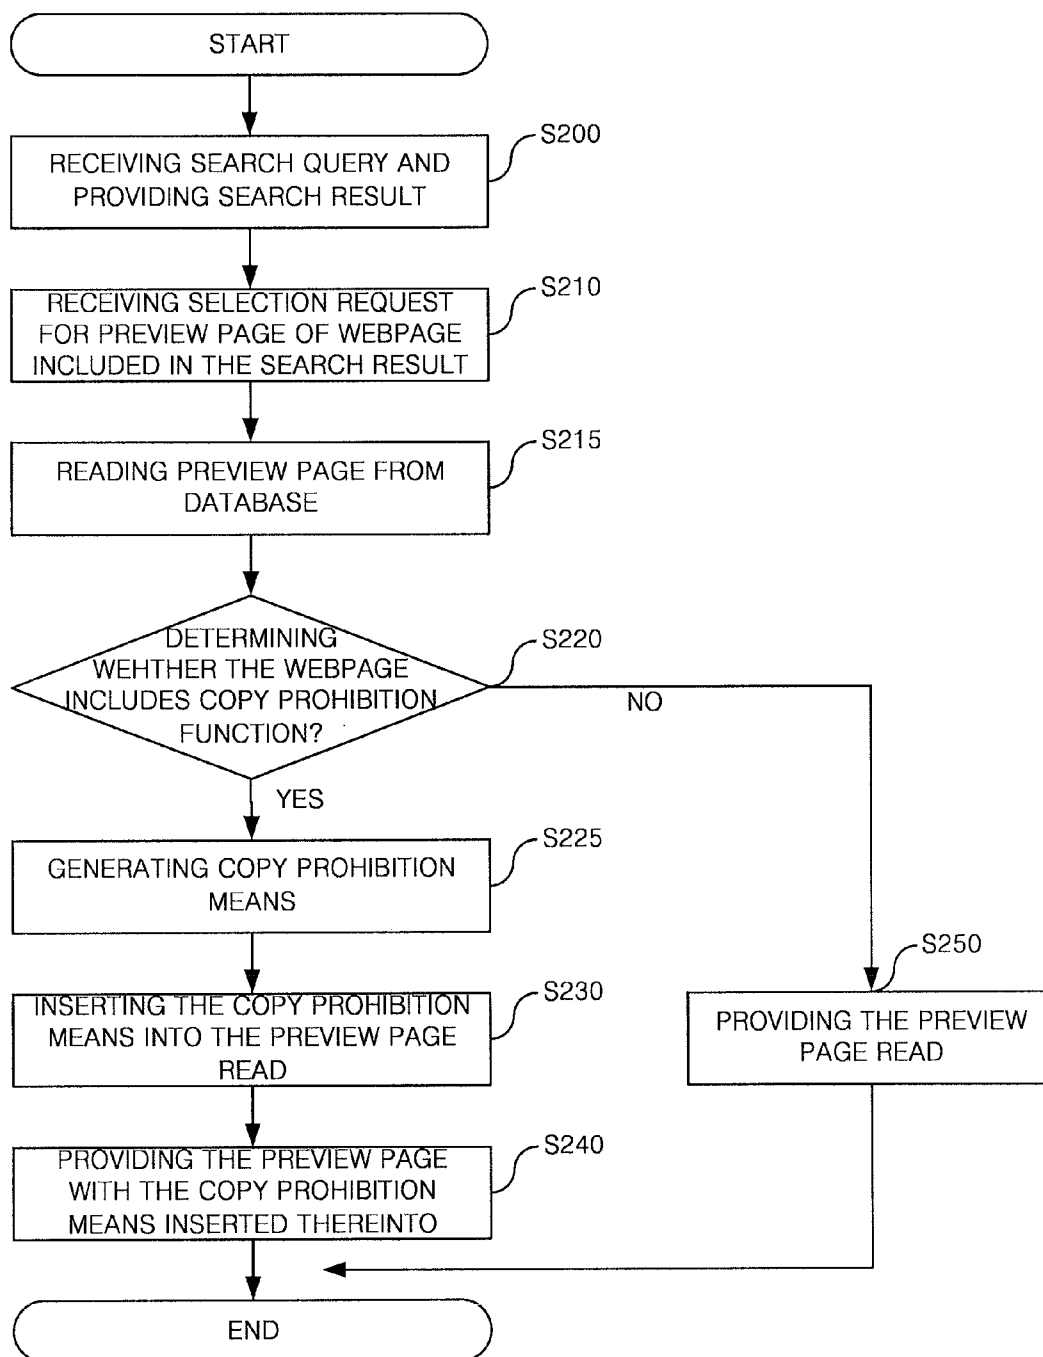 START
S200
RECEIVING SEARCH QUERY AND
PROVIDING SEARCH RESULT
S210
RECEIVING SELECTION REQUEST
FOR PREVIEW PAGE OF WEBPAGE
INCLUDED IN THE SEARCH RESULT
S215
READING PREVIEW PAGE FROM
DATABASE
S220
DETERMINING
WEHTHER THE WEBPAGE
INCLUDES COPY PROHIBITION
FUNCTION?
NO
YES
S225
GENERATING COPY PROHIBITION
MEANS
S230
INSERTING THE COPY PROHIBITION
MEANS INTO THE PREVIEW PAGE
READ
S250
PROVIDING THE PREVIEW
PAGE READ
S240
PROVIDING THE PREVIEW PAGE
WITH THE COPY PROHIBITION
MEANS INSERTED THEREINTO
END